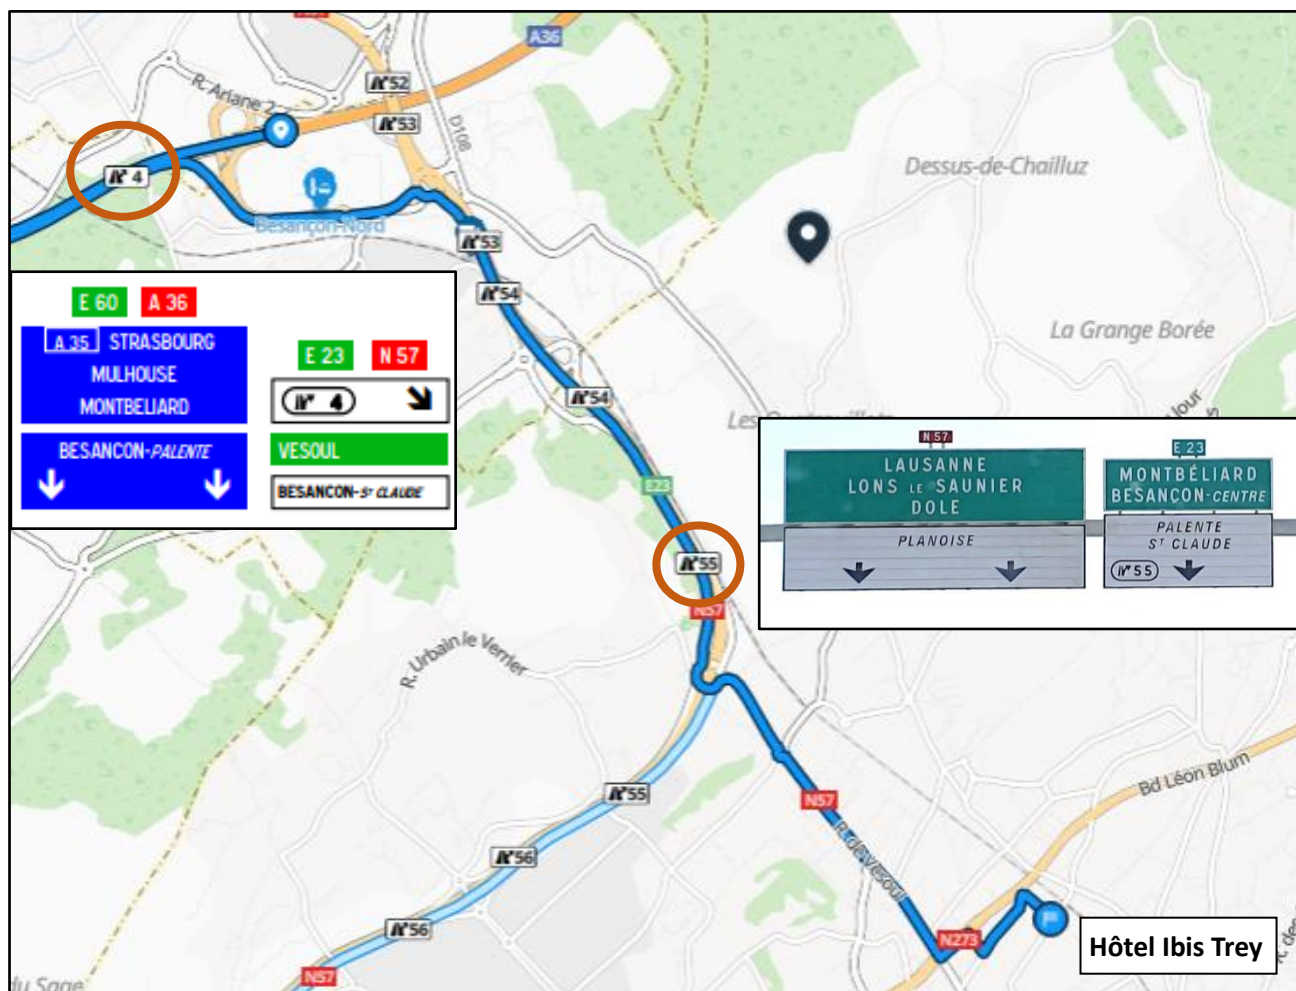 A36
N°52
R. Ariane 2
N°53
D108
N° 4
Dessus-de-Chailluz
Besançon-Nord
N°53
N°54
La Grange Borée
E 60 A 36
A 35 STRASBOURG
MULHOUSE
MONTBELIARD
BESANCON-PALENTE
E 23 N 57
N° 4
VESOUL
BESANCON-ST CLAUDE
N°54
N 57
LAUSANNE
LONS LE SAUNIER
DOLE
PLANOISE
E 23
MONTBÉLIARD
BESANÇON-CENTRE
PALENTE
ST CLAUDE
N°55
E23
N°55
N57
R. Urbain le Verrier
Bd Léon Blum
N°55
N57
R. de Vesoul
N°56
N°56
N273
Hôtel Ibis Trey
N57
du Sage